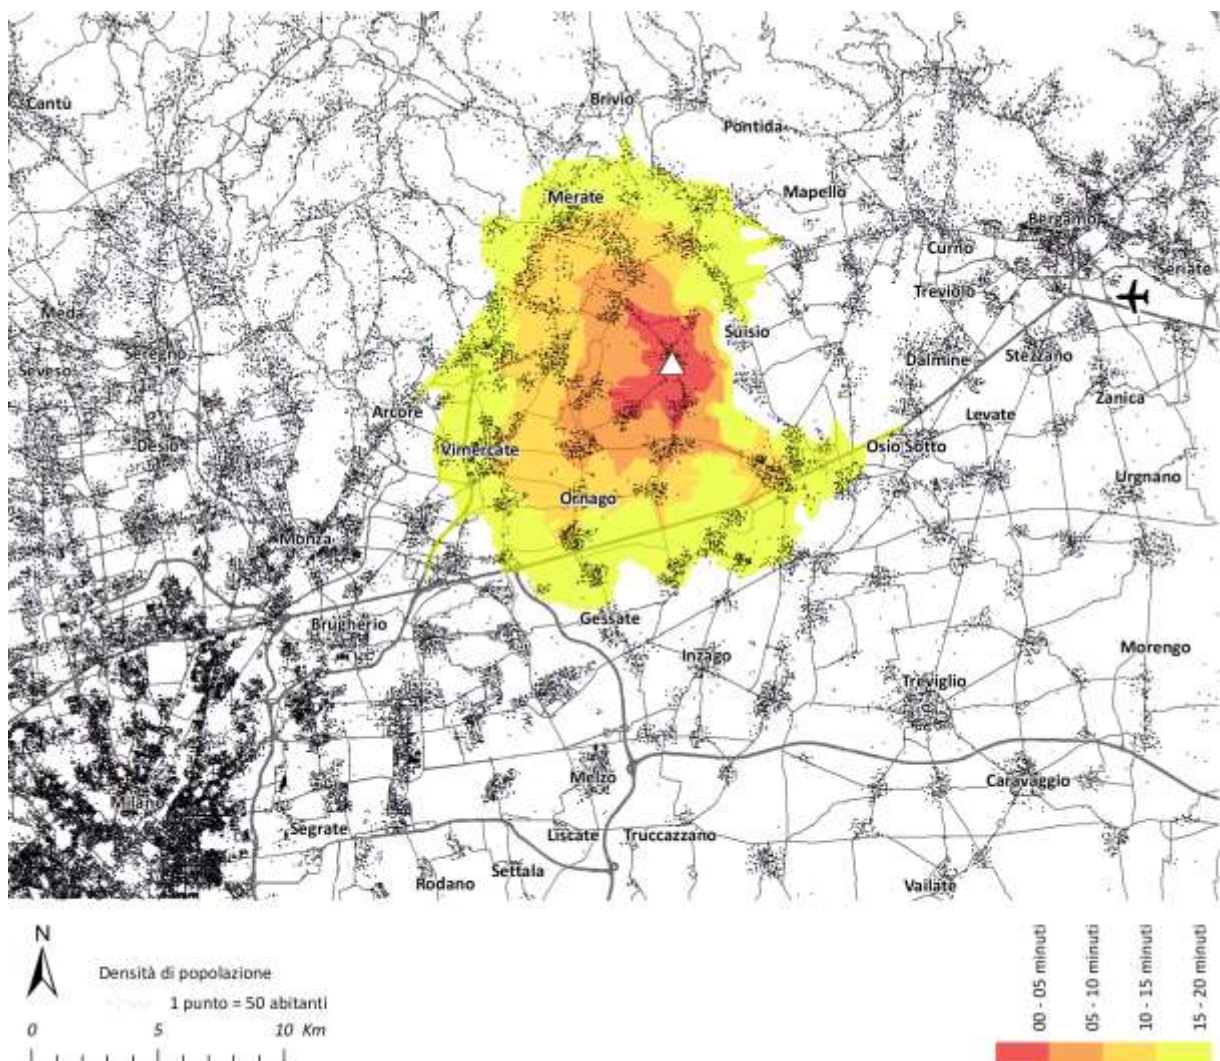 Cantù
Brivio
Pontida
Mapello
Merate
Bergamo
Curno
Seriate
Treviolo
Meda
Suisio
Seregno
Dalmine
Stezzano
Seveso
Zanica
Arcore
Levate
Desio
Vimercate
Osio Sotto
Urgnano
Ornago
Monza
Gessate
Brugherio
Morengo
Inzago
Treviglio
Melzo
Caravaggio
Milano
Segrate
Liscate
Truccazzano
Settala
Rodano
Vailate
N
Densità di popolazione
1 punto = 50 abitanti
0 5 10 Km
00 - 05 minuti
05 - 10 minuti
10 - 15 minuti
15 - 20 minuti